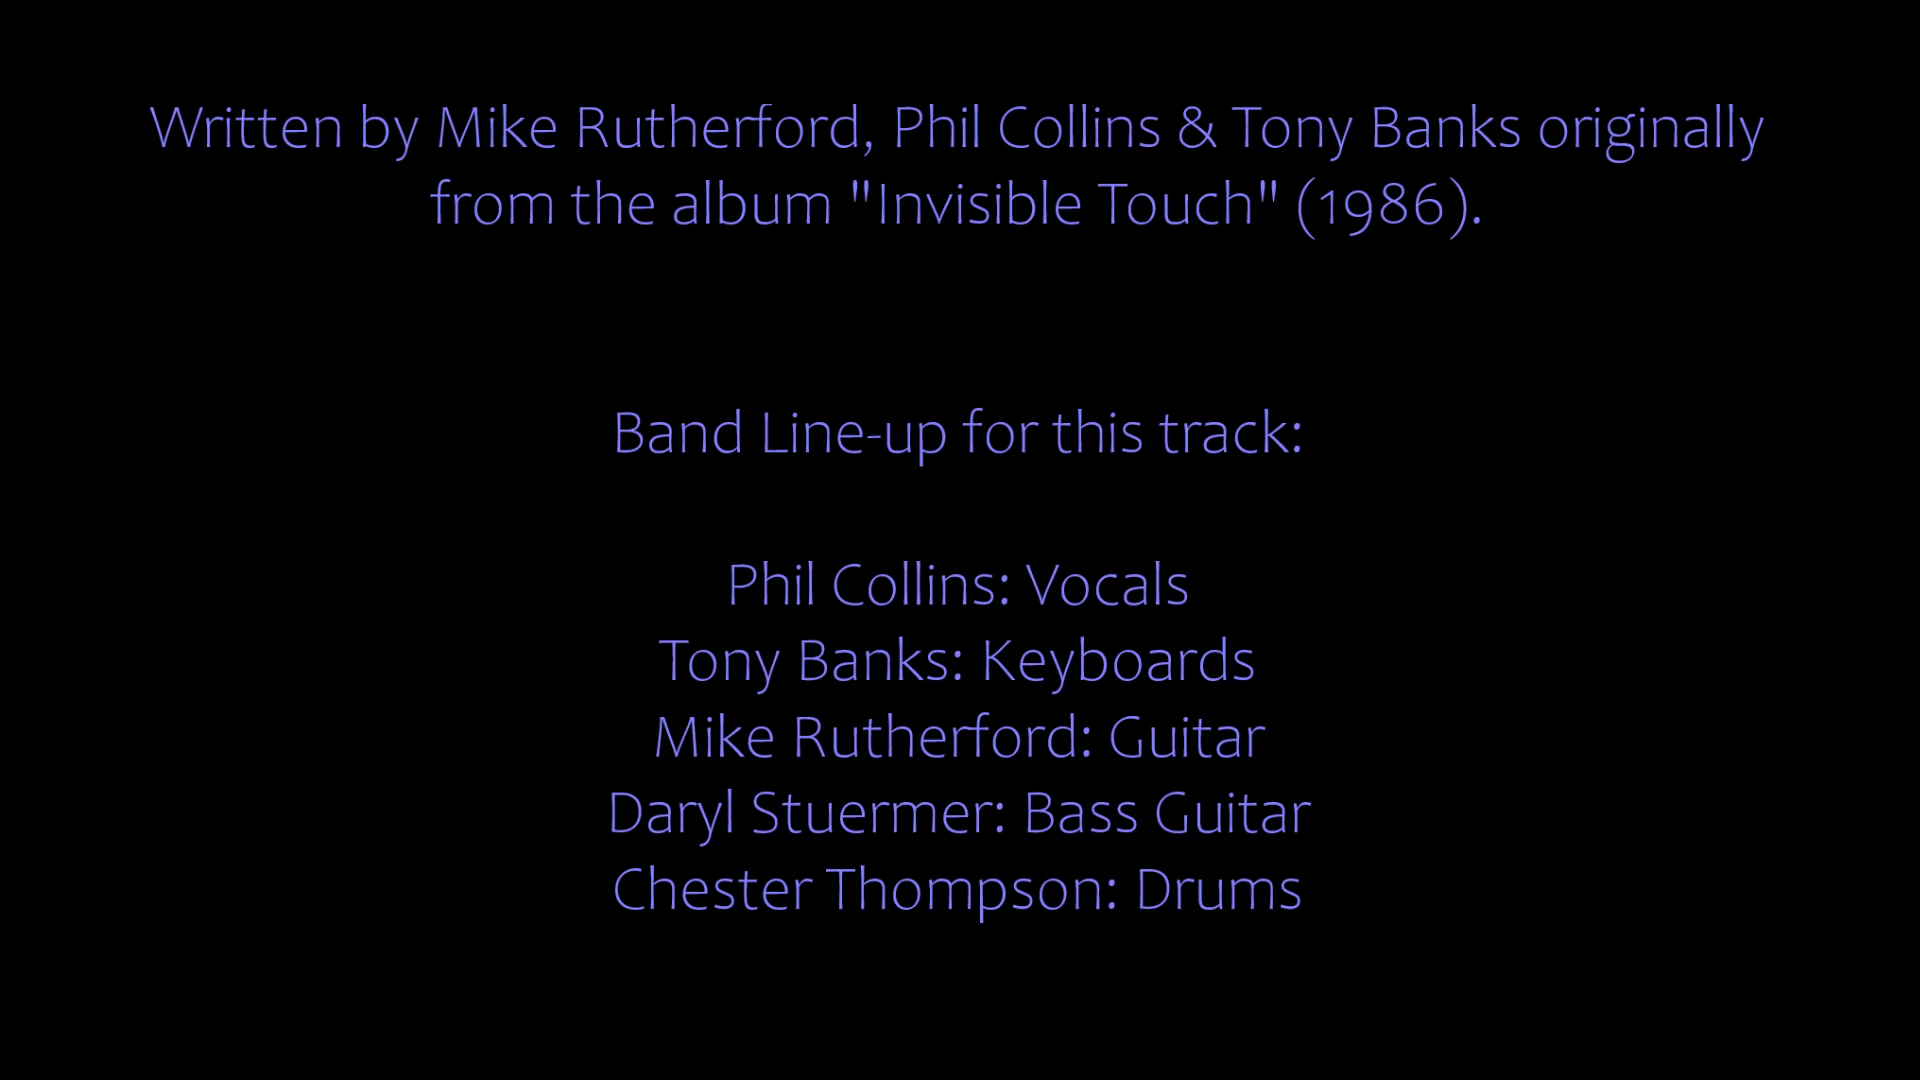 Written by Mike Rutherford, Phil Collins & Tony Banks originally
from the album "Invisible Touch" (1986).
Band Line-up for this track:
Phil Collins: Vocals
Tony Banks: Keyboards
Mike Rutherford: Guitar
Daryl Stuermer: Bass Guitar
Chester Thompson: Drums